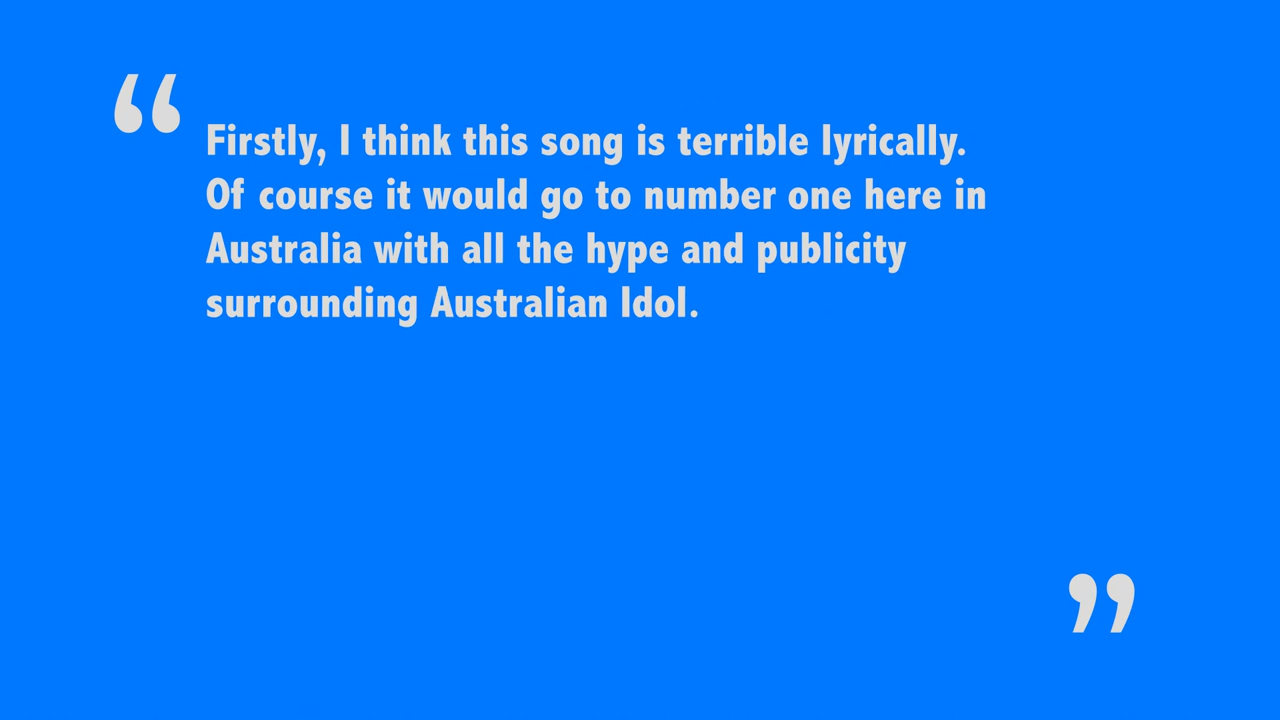 “Firstly, I think this song is terrible lyrically.
Of course it would go to number one here in
Australia with all the hype and publicity
surrounding Australian Idol.
”